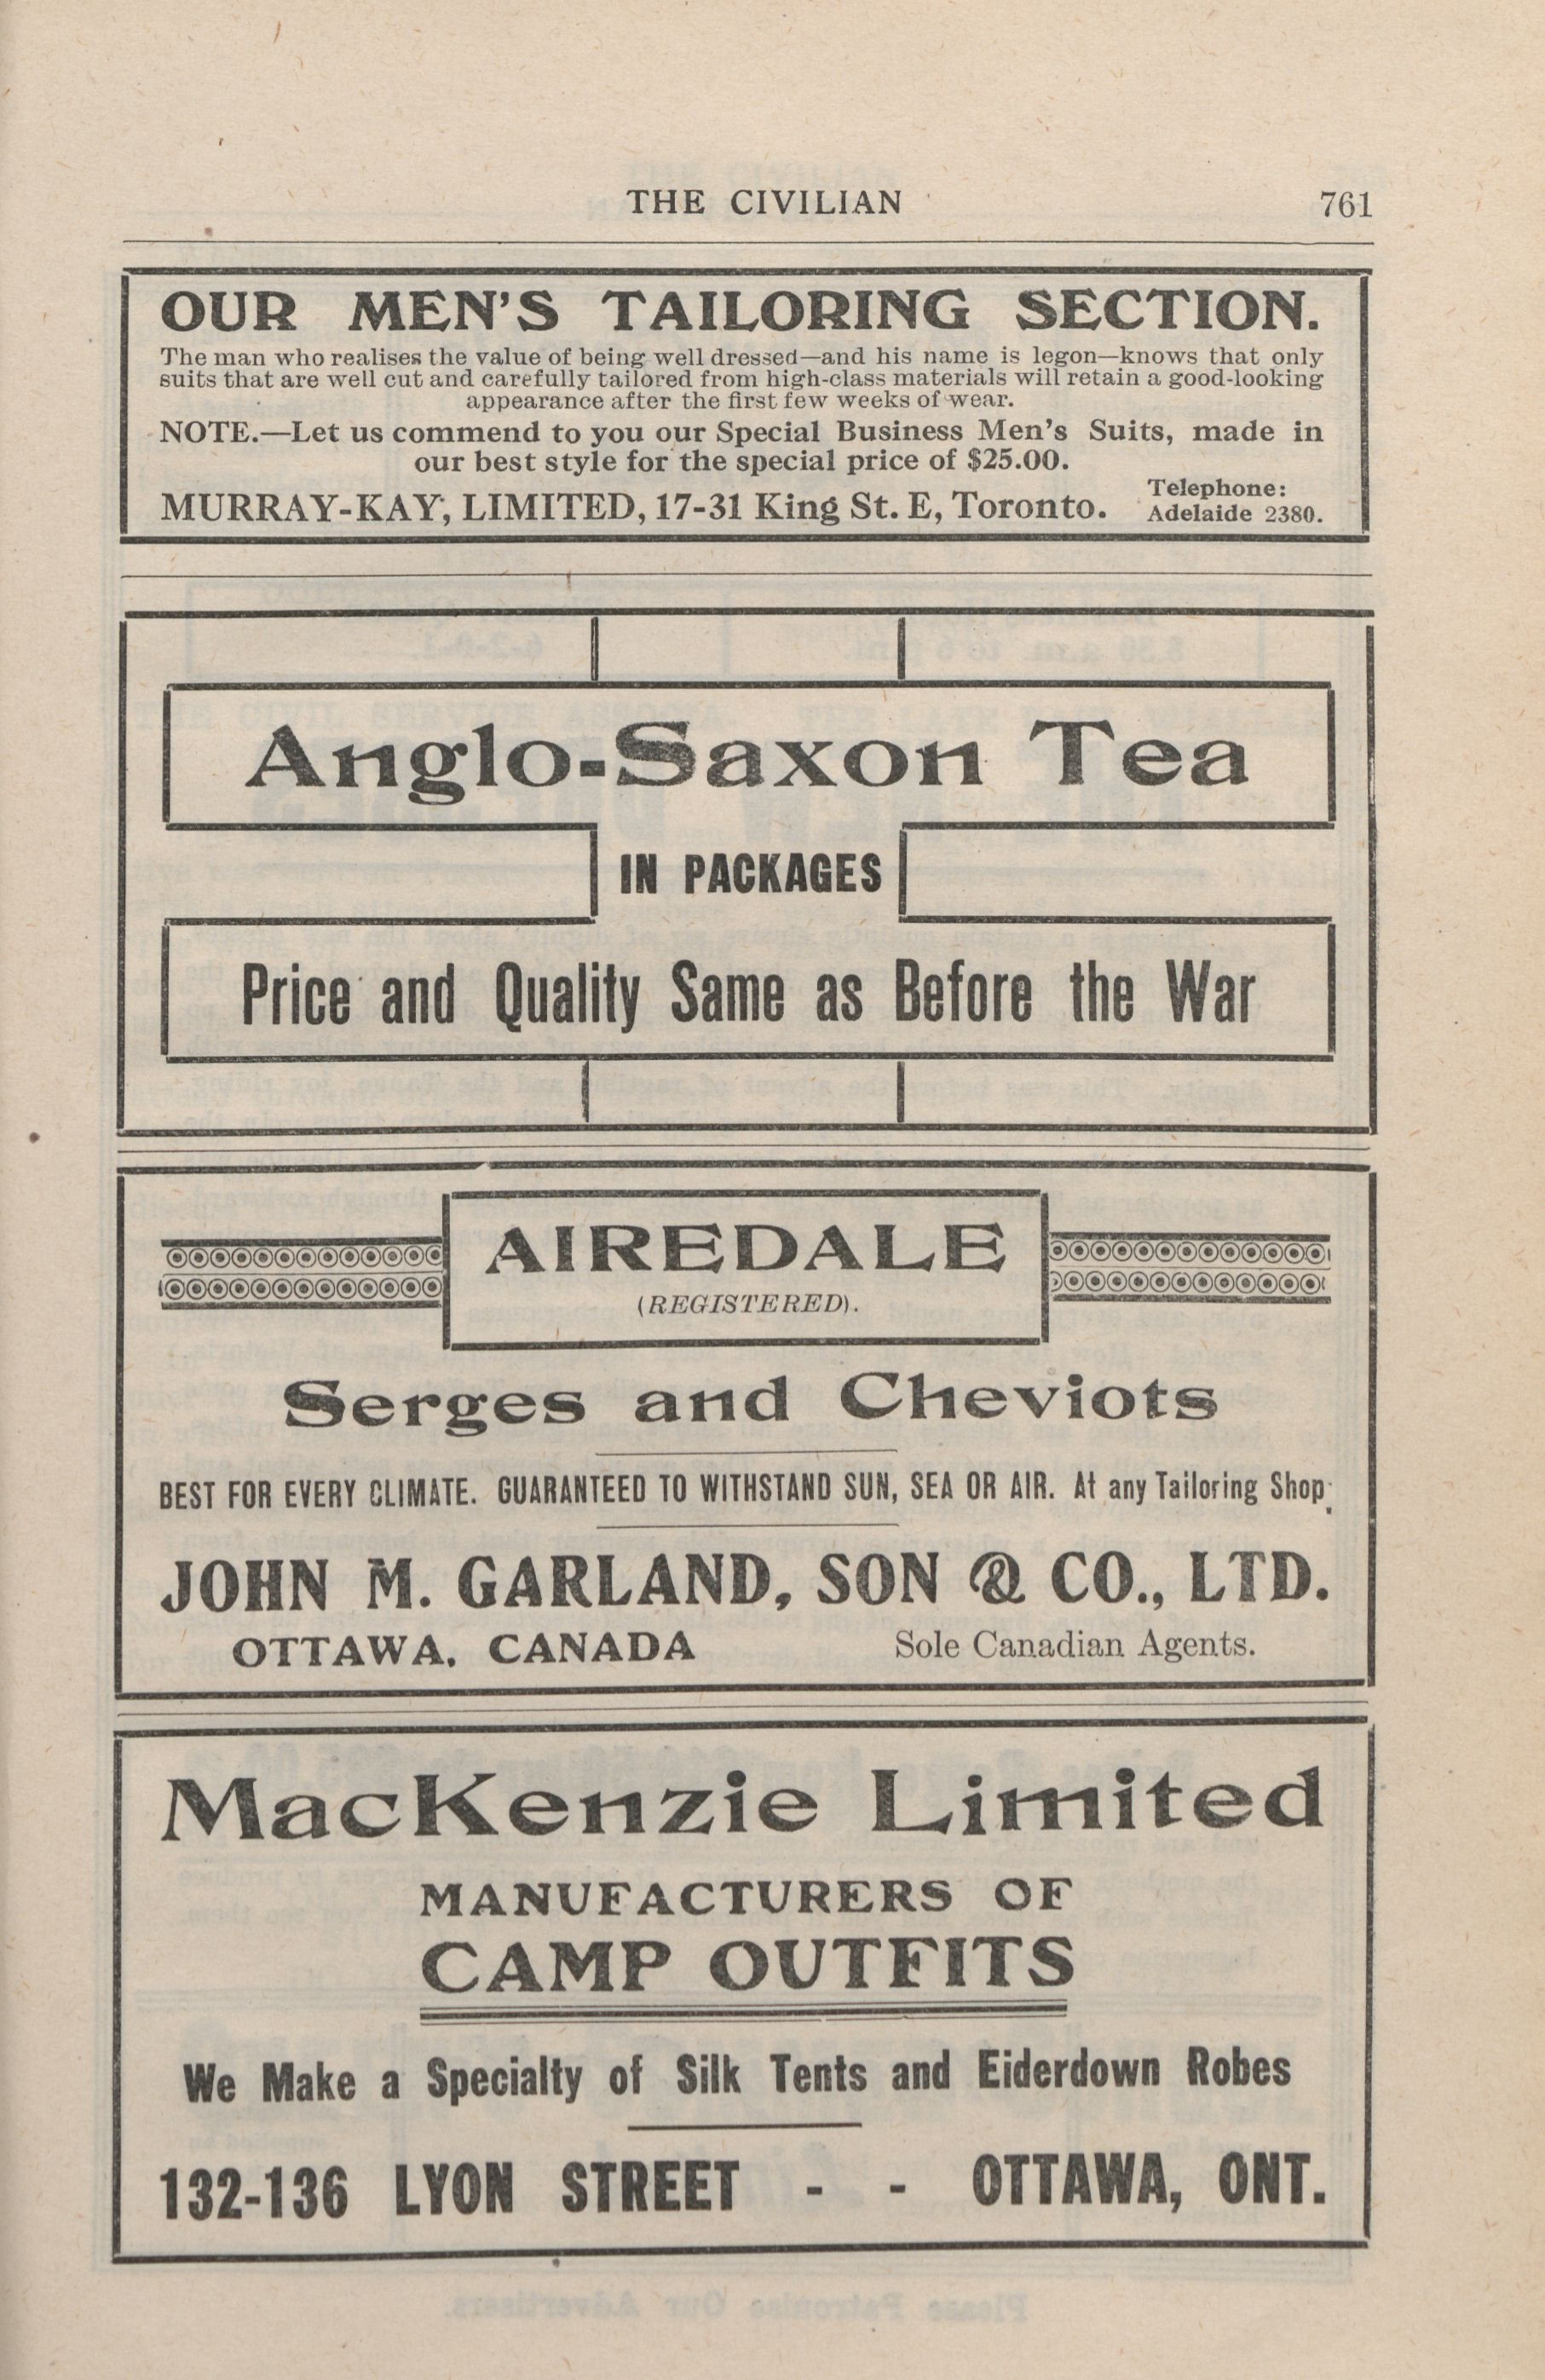 THE CIVILIAN 761
OUR MEN'S TAILORING SECTION.
The man who realises the value of being well dressed—and his name is legon—knows that only
suits that are well cut and carefully tailored from high-class materials will retain a good-looking
appearance after the first few weeks of wear.
NOTE.—Let us commend to you our Special Business Men's Suits, made in
our best style for the special price of $25.00.
MURRAY-KAY, LIMITED, 17-31 King St. E, Toronto. Telephone:
Adelaide 2380.
Anglo-Saxon Tea
IN PACKAGES
Price and Quality Same as Before the War
AIREDALE
(REGISTERED).
Serges and Cheviots
BEST FOR EVERY CLIMATE. GUARANTEED TO WITHSTAND SUN, SEA OR AIR. At any Tailoring Shop.
JOHN M. GARLAND, SON & CO., LTD.
OTTAWA, CANADA Sole Canadian Agents.
MacKenzie Limited
MANUFACTURERS OF
CAMP OUTFITS
We Make a Specialty of Silk Tents and Eiderdown Robes
132-136 LYON STREET - - OTTAWA, ONT.